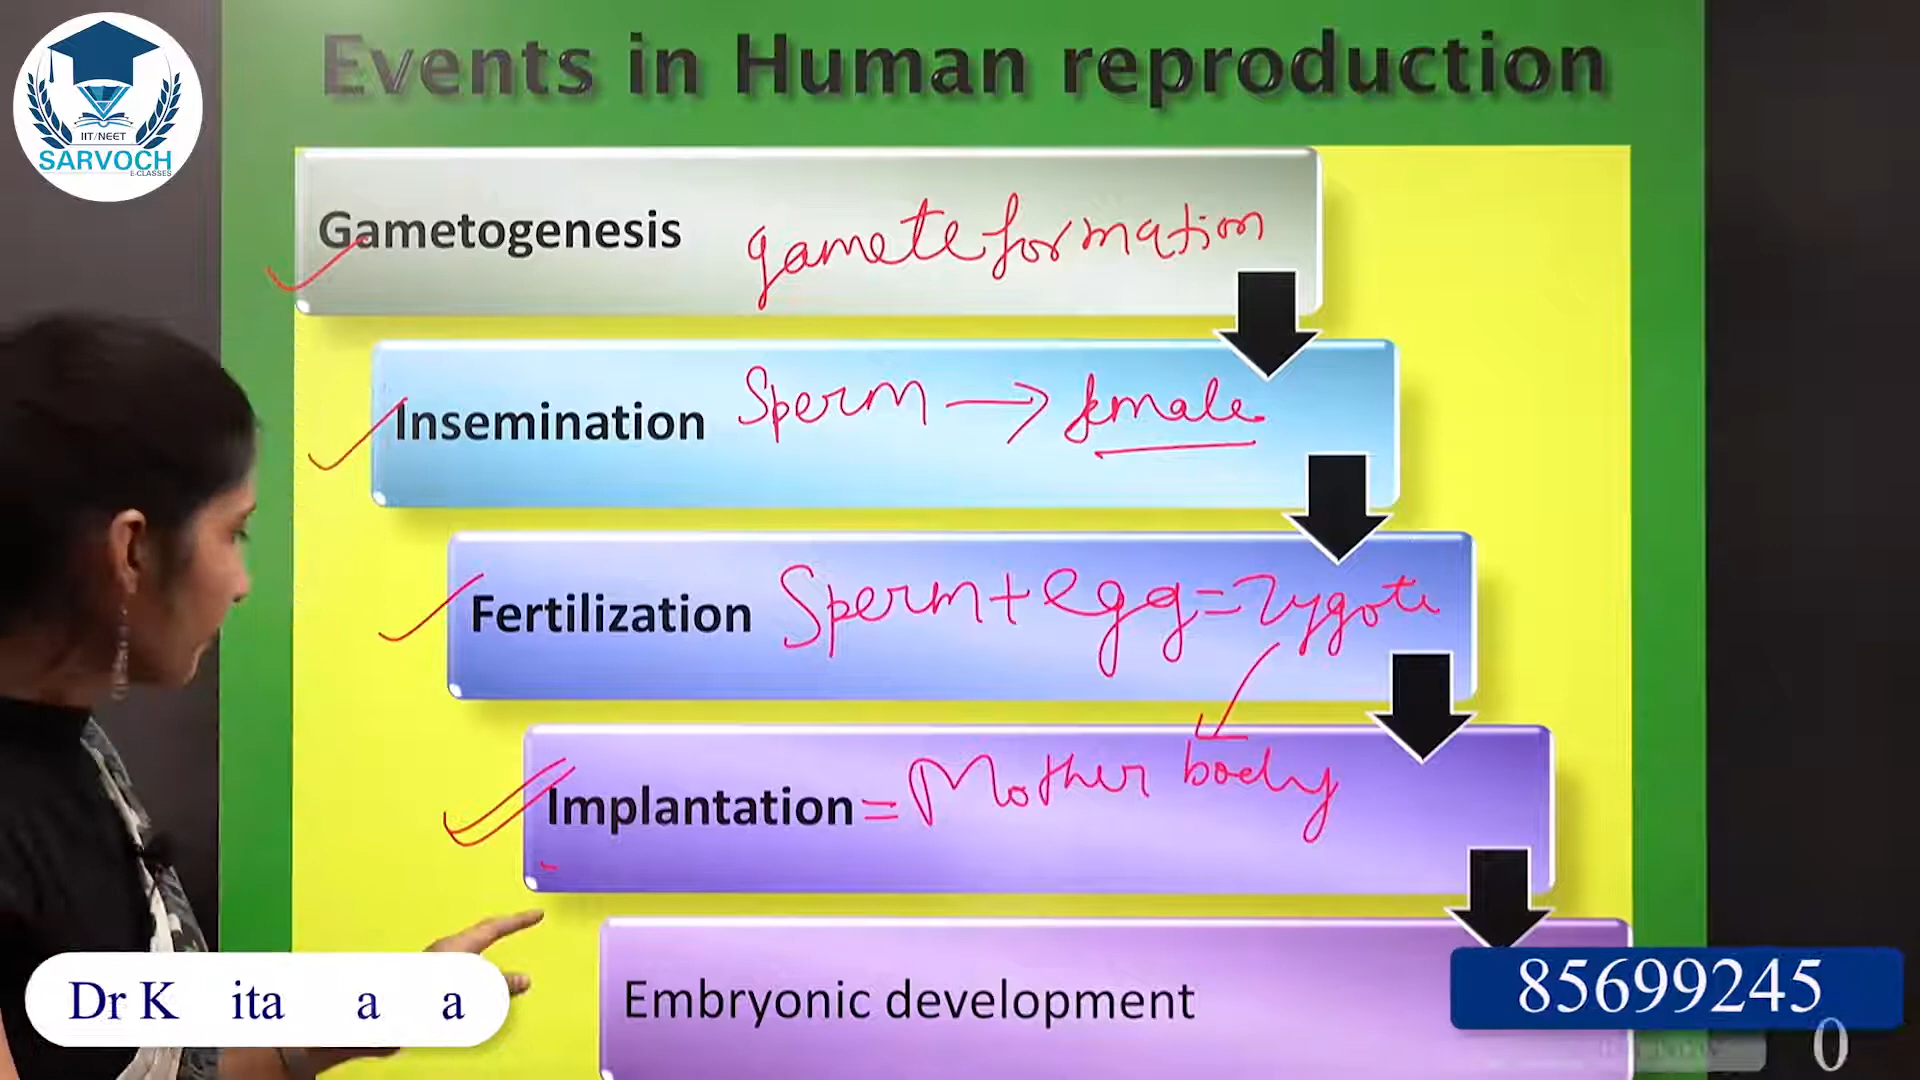 Events in Human reproduction
IIT/NEET
SARVOCH
E-CLASSES
Gametogenesis gamete formation
Insemination Sperm → female
Fertilization Sperm + egg = zygote
Implantation = Mother body
Embryonic development
Dr K ita a a
85699245
0